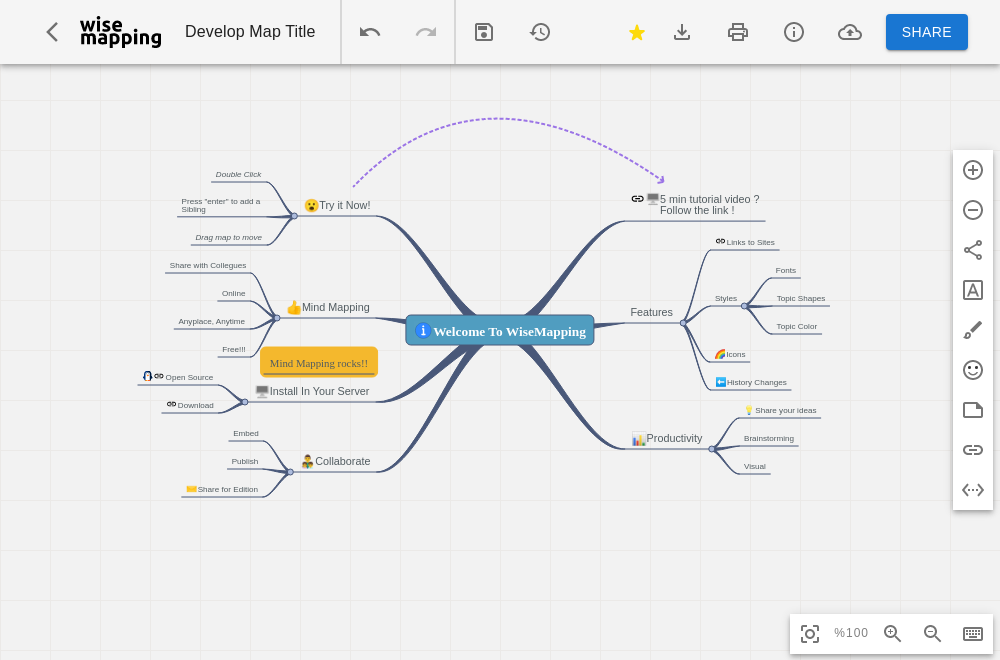 wise
mapping
Develop Map Title
SHARE
Double Click
Press "enter" to add a
Sibling
Drag map to move
😮Try it Now!
Share with Collegues
Online
Anyplace, Anytime
Free!!!
👍Mind Mapping
Mind Mapping rocks!!
Open Source
Download
Install In Your Server
Embed
Publish
Share for Edition
Collaborate
Welcome To WiseMapping
5 min tutorial video ?
Follow the link !
Links to Sites
Features
Styles
Fonts
Topic Shapes
Topic Color
Icons
History Changes
Productivity
Share your ideas
Brainstorming
Visual
%100